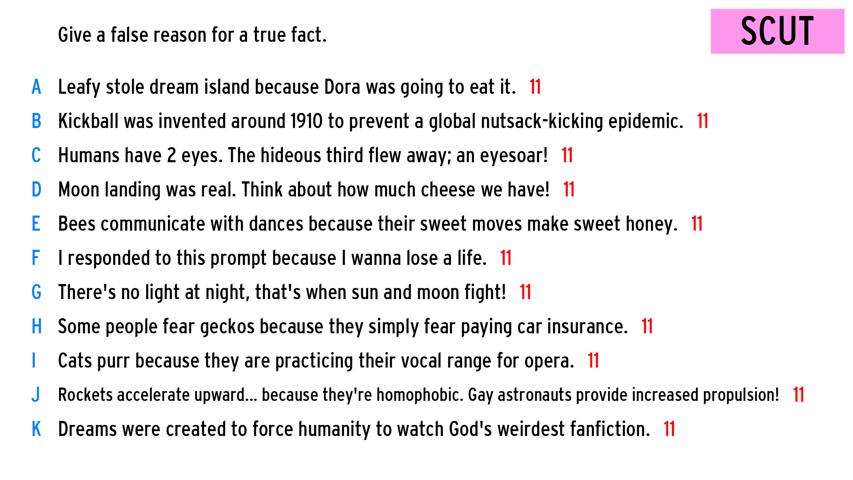 Give a false reason for a true fact.
SCUT
A Leafy stole dream island because Dora was going to eat it. 11
B Kickball was invented around 1910 to prevent a global nutsack-kicking epidemic. 11
C Humans have 2 eyes. The hideous third flew away; an eyesoar! 11
D Moon landing was real. Think about how much cheese we have! 11
E Bees communicate with dances because their sweet moves make sweet honey. 11
F I responded to this prompt because I wanna lose a life. 11
G There's no light at night, that's when sun and moon fight! 11
H Some people fear geckos because they simply fear paying car insurance. 11
I Cats purr because they are practicing their vocal range for opera. 11
J Rockets accelerate upward... because they're homophobic. Gay astronauts provide increased propulsion! 11
K Dreams were created to force humanity to watch God's weirdest fanfiction. 11